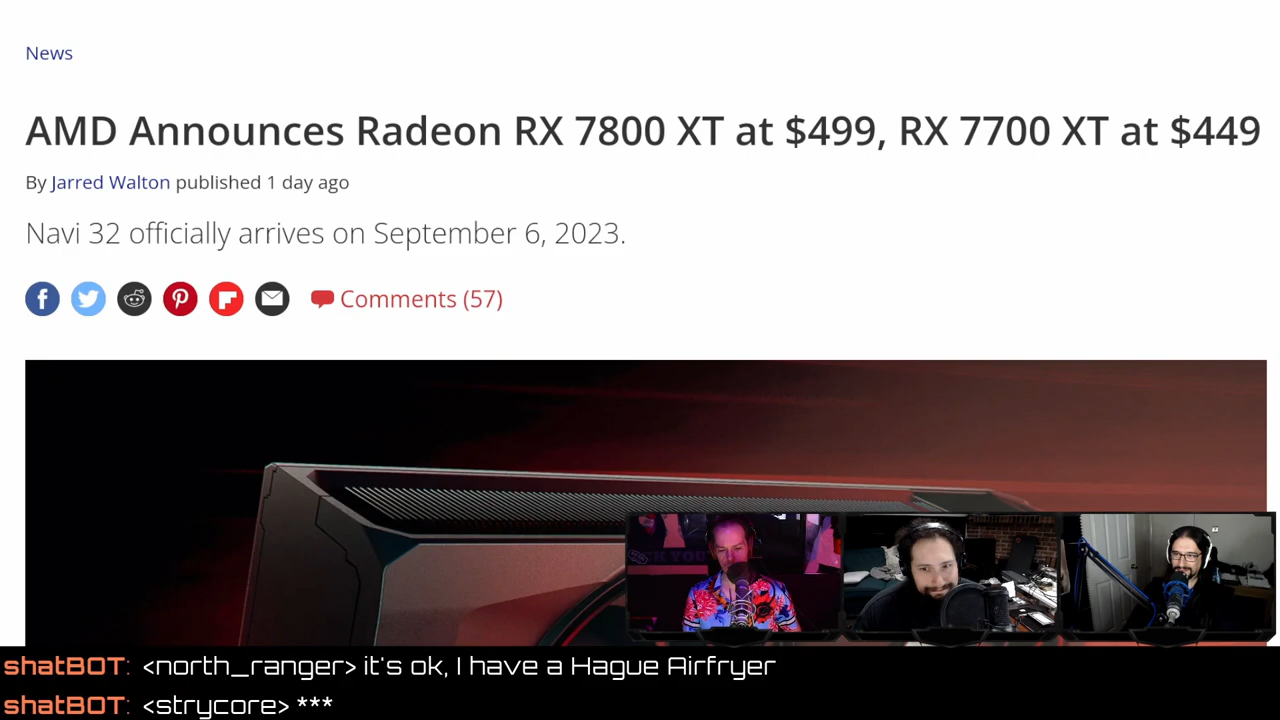 News
AMD Announces Radeon RX 7800 XT at $499, RX 7700 XT at $449
By Jarred Walton published 1 day ago
Navi 32 officially arrives on September 6, 2023.
Comments (57)
shatBOT: <north_ranger> it's ok, I have a Hague Airfryer
shatBOT: <strycore> ***